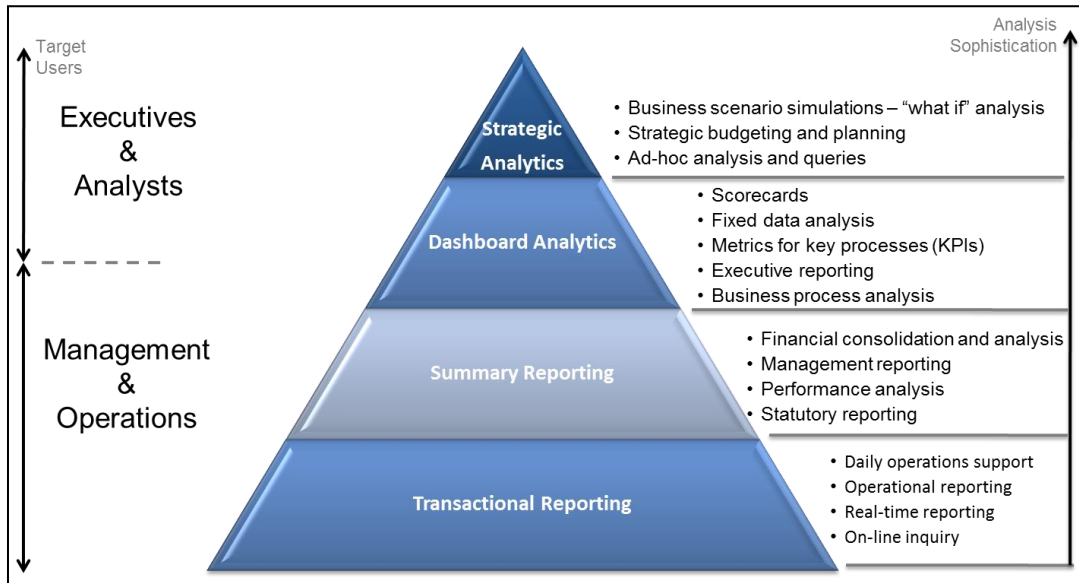 Target
Users
Analysis
Sophistication
Executives
&
Analysts
Strategic
Analytics
• Business scenario simulations – “what if” analysis
• Strategic budgeting and planning
• Ad-hoc analysis and queries
Dashboard Analytics
• Scorecards
• Fixed data analysis
• Metrics for key processes (KPIs)
• Executive reporting
• Business process analysis
Management
&
Operations
Summary Reporting
• Financial consolidation and analysis
• Management reporting
• Performance analysis
• Statutory reporting
Transactional Reporting
• Daily operations support
• Operational reporting
• Real-time reporting
• On-line inquiry